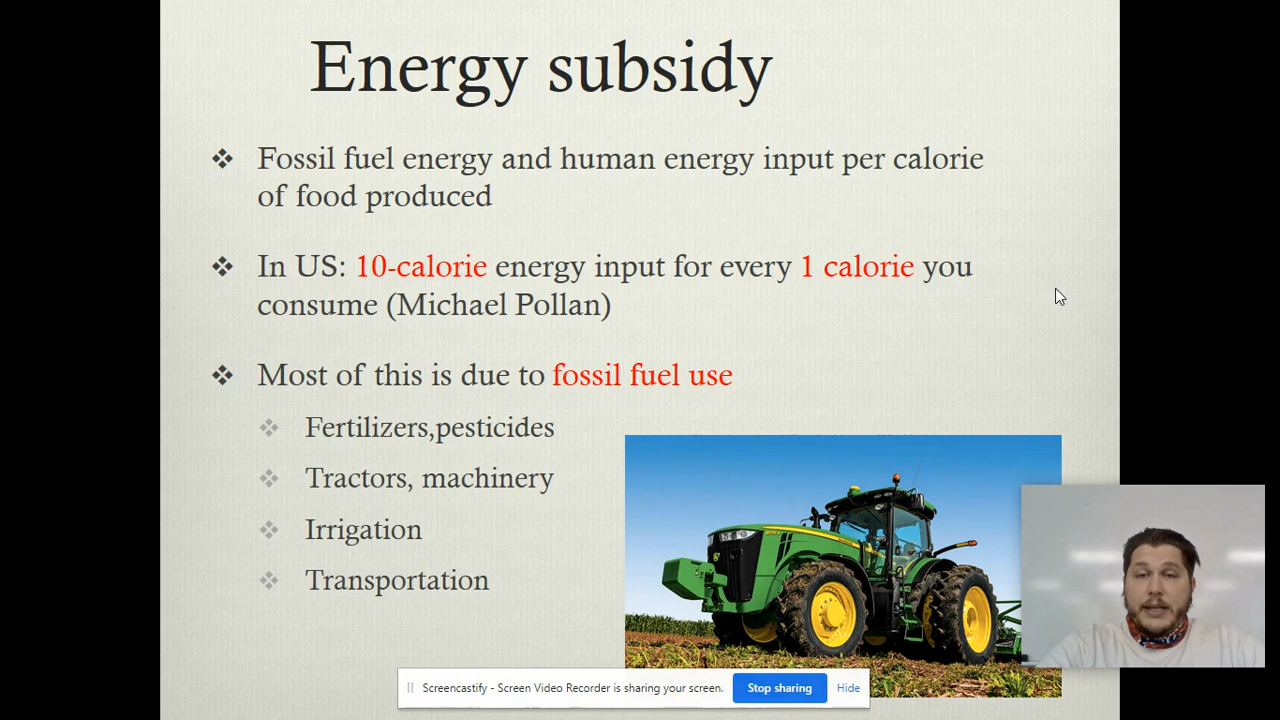 Energy subsidy
❖ Fossil fuel energy and human energy input per calorie
of food produced
❖ In US: 10-calorie energy input for every 1 calorie you
consume (Michael Pollan)
❖ Most of this is due to fossil fuel use
❖ Fertilizers,pesticides
❖ Tractors, machinery
❖ Irrigation
❖ Transportation
Screencastify - Screen Video Recorder is sharing your screen. Stop sharing Hide